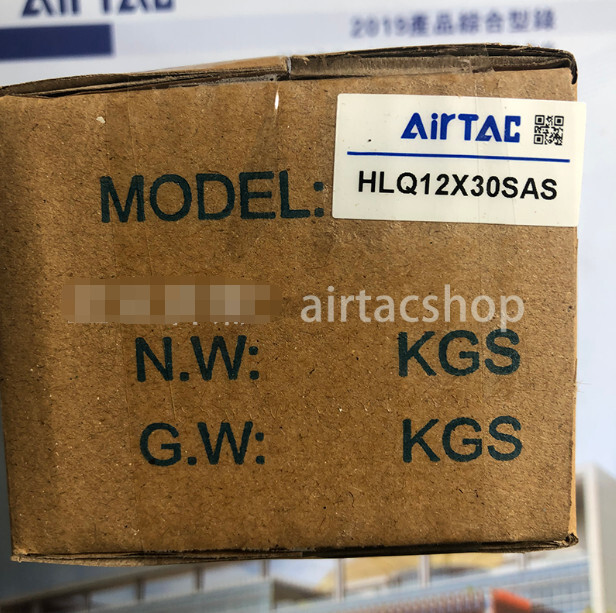 AirTAC
2019產品綜合型錄
AirTAC
MODEL:
HLQ12X30SAS
airtacshop
N.W: KGS
G.W: KGS